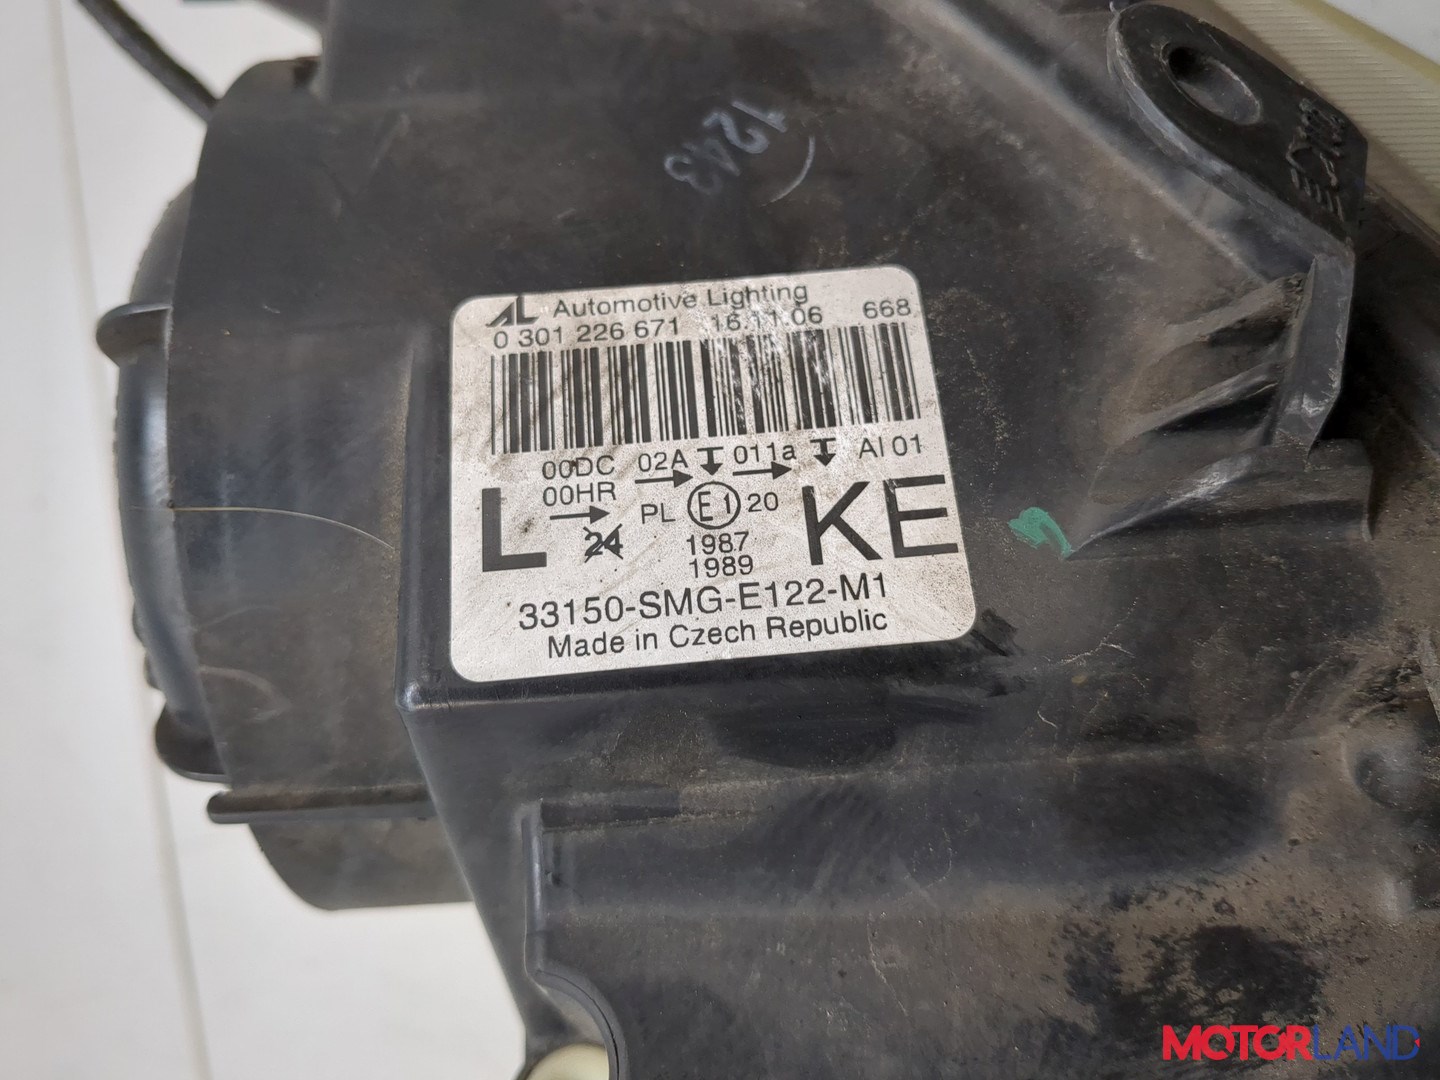 1243
AL Automotive Lighting
0 301 226 671 16.11.06 668
00DC 02A 011a AI 01
00HR
L PL E1 20 KE
24 1987
1989
33150-SMG-E122-M1
Made in Czech Republic
MOTORLAND